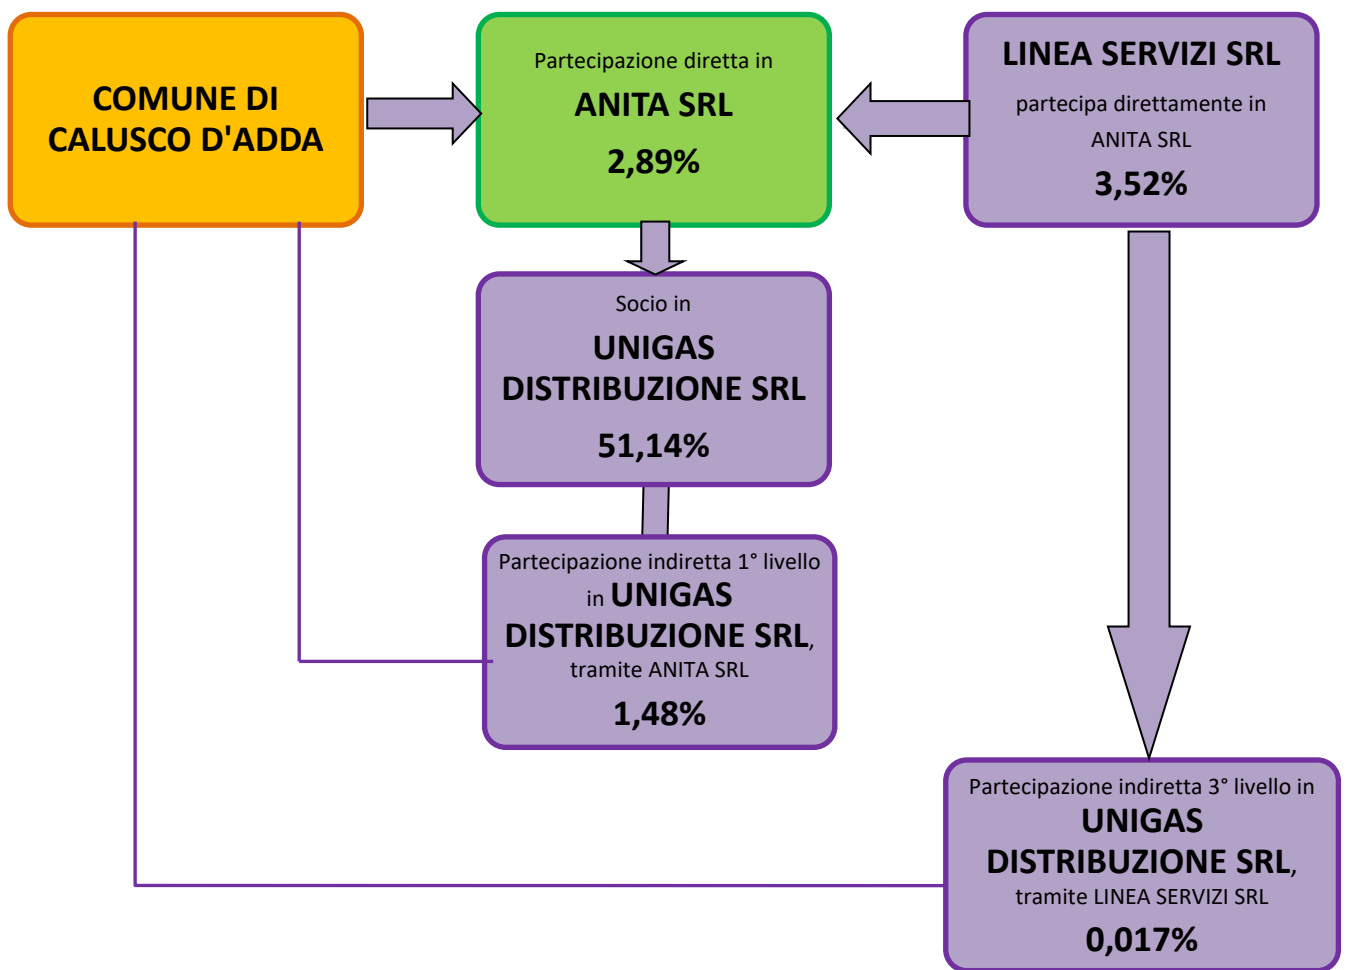 COMUNE DI
CALUSCO D'ADDA
Partecipazione diretta in
ANITA SRL
2,89%
LINEA SERVIZI SRL
partecipa direttamente in
ANITA SRL
3,52%
Socio in
UNIGAS
DISTRIBUZIONE SRL
51,14%
Partecipazione indiretta 1° livello
in UNIGAS
DISTRIBUZIONE SRL,
tramite ANITA SRL
1,48%
Partecipazione indiretta 3° livello in
UNIGAS
DISTRIBUZIONE SRL,
tramite LINEA SERVIZI SRL
0,017%